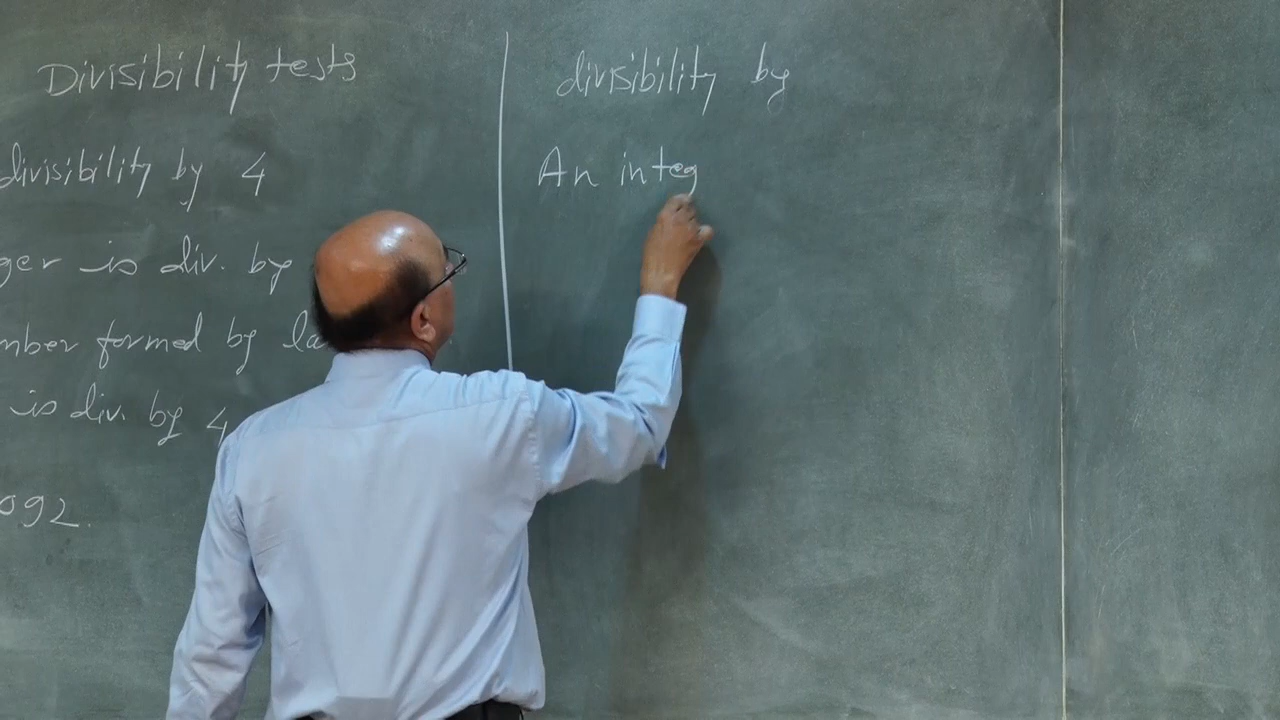 Divisibility tests
divisibility by 4
ger is div. by
mber formed by la
is div. by 4
092.
divisibility by
An integ